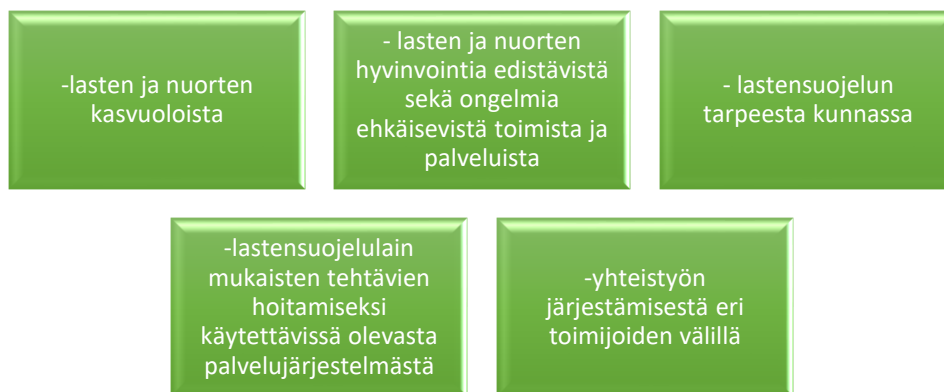 -lasten ja nuorten
kasvuoloista
- lasten ja nuorten
hyvinvointia edistävistä
sekä ongelmia
ehkäisevistä toimista ja
palveluista
- lastensuojelun
tarpeesta kunnassa
-lastensuojelulain
mukaisten tehtävien
hoitamiseksi
käytettävissä olevasta
palvelujärjestelmästä
-yhteistyön
järjestämisestä eri
toimijoiden välillä